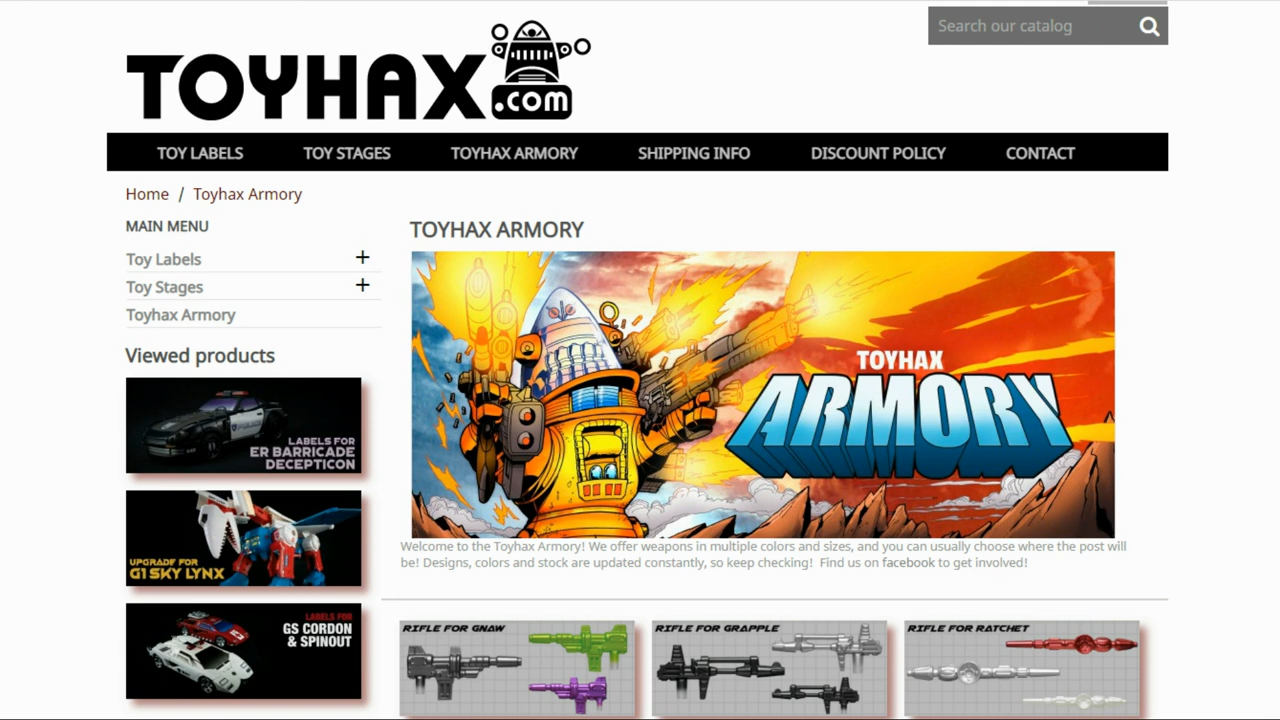 Search our catalog
TOYHAX
.com
TOY LABELS TOY STAGES TOYHAX ARMORY SHIPPING INFO DISCOUNT POLICY CONTACT
Home / Toyhax Armory
MAIN MENU
Toy Labels +
Toy Stages +
Toyhax Armory
Viewed products
LABELS FOR
ER BARRICADE
DECEPTICON
UPGRADE FOR
G1 SKY LYNX
LABELS FOR
GS CORDON
& SPINOUT
TOYHAX ARMORY
TOYHAX
ARMORY
Welcome to the Toyhax Armory! We offer weapons in multiple colors and sizes, and you can usually choose where the post will
be! Designs, colors and stock are updated constantly, so keep checking! Find us on facebook to get involved!
RIFLE FOR GNAW
RIFLE FOR GRAPPLE
RIFLE FOR RATCHET